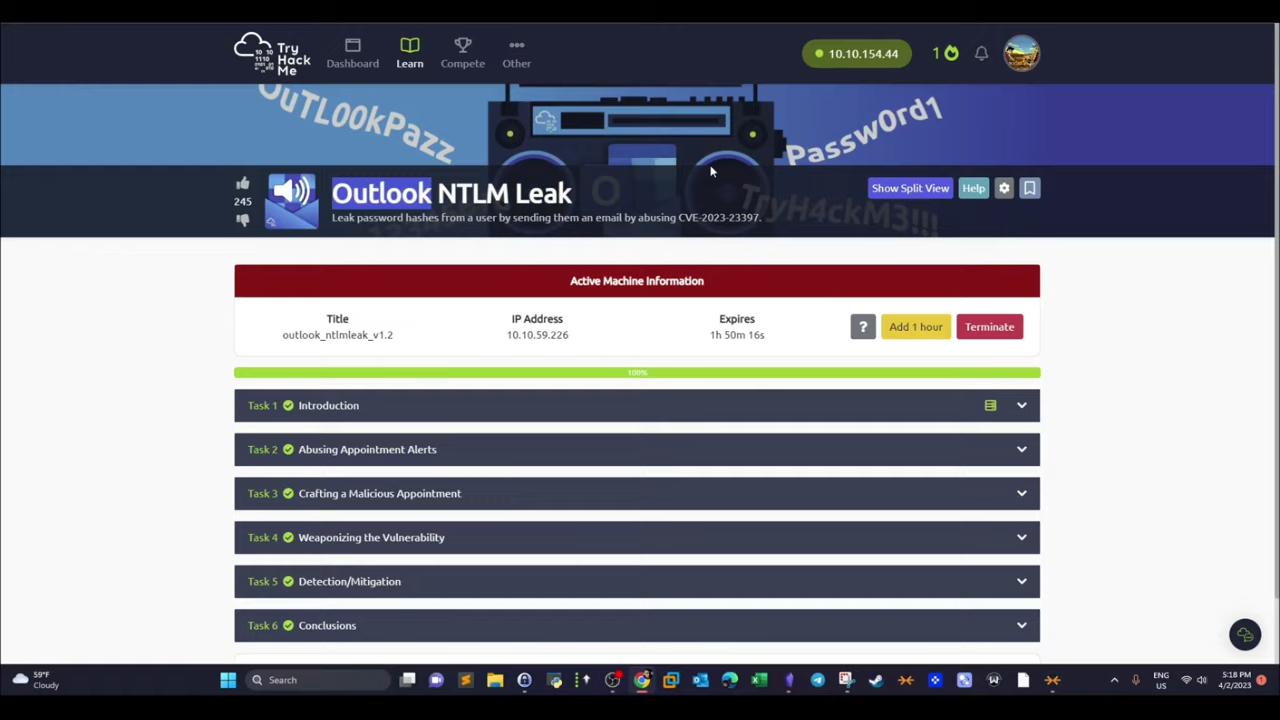 Try
Hack
Me
Dashboard
Learn
Compete
Other
10.10.154.44
1
OuTL00kPazz
Passw0rd1
245
Outlook NTLM Leak
Show Split View
Help
TryH4ckM3!!!
Leak password hashes from a user by sending them an email by abusing CVE-2023-23397.
Active Machine Information
Title
IP Address
Expires
outlook_ntlmleak_v1.2
10.10.59.226
1h 50m 16s
?
Add 1 hour
Terminate
100%
Task 1 Introduction
Task 2 Abusing Appointment Alerts
Task 3 Crafting a Malicious Appointment
Task 4 Weaponizing the Vulnerability
Task 5 Detection/Mitigation
Task 6 Conclusions
59°F
Cloudy
Search
ENG
US
5:18 PM
4/2/2023